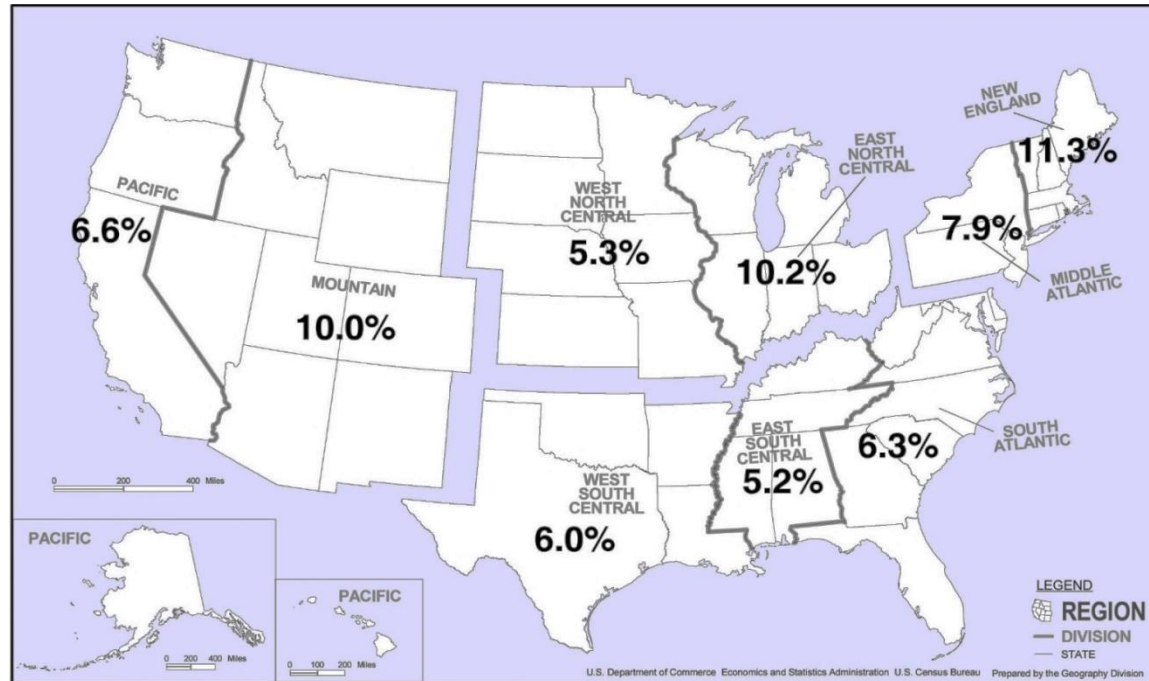 NEW
ENGLAND
11.3%
EAST
NORTH
CENTRAL
10.2%
PACIFIC
6.6%
WEST
NORTH
CENTRAL
5.3%
7.9%
MIDDLE
ATLANTIC
MOUNTAIN
10.0%
EAST
SOUTH
CENTRAL
5.2%
6.3%
SOUTH
ATLANTIC
WEST
SOUTH
CENTRAL
6.0%
0 200 400 Miles
PACIFIC
0 200 400 Miles
PACIFIC
0 100 200 Miles
LEGEND
REGION
DIVISION
STATE
U.S. Department of Commerce Economics and Statistics Administration U.S. Census Bureau Prepared by the Geography Division